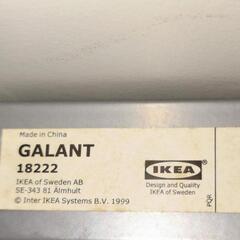 Made in China
GALANT
18222
IKEA of Sweden AB
SE-343 81 Älmhult
© Inter IKEA Systems B.V. 1999
IKEA
Design and Quality
IKEA of Sweden
PQR